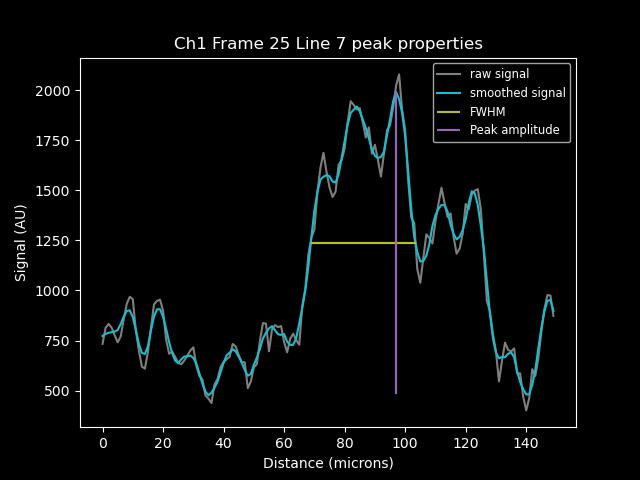 Ch1 Frame 25 Line 7 peak properties
raw signal
smoothed signal
FWHM
Peak amplitude
Signal (AU)
2000
1750
1500
1250
1000
750
500
0 20 40 60 80 100 120 140
Distance (microns)